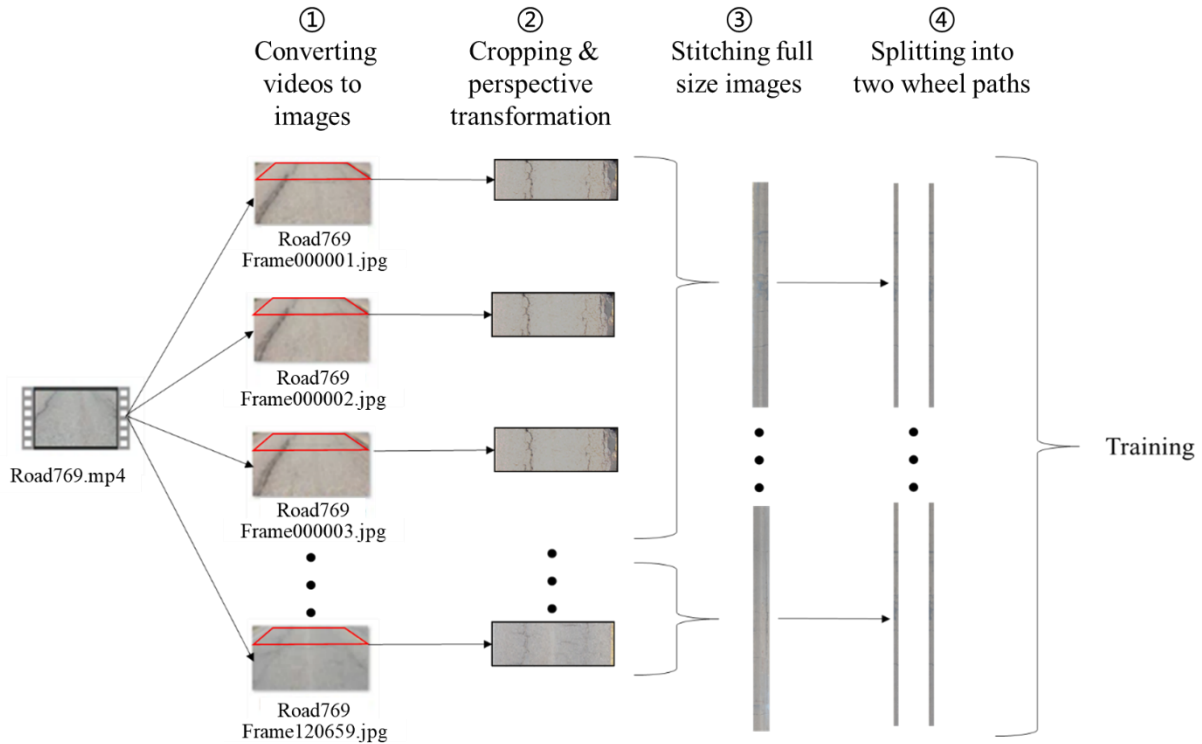 ①
Converting
videos to
images
②
Cropping &
perspective
transformation
③
Stitching full
size images
④
Splitting into
two wheel paths
Road769
Frame000001.jpg
Road769
Frame000002.jpg
Road769.mp4
Road769
Frame000003.jpg
Training
Road769
Frame120659.jpg